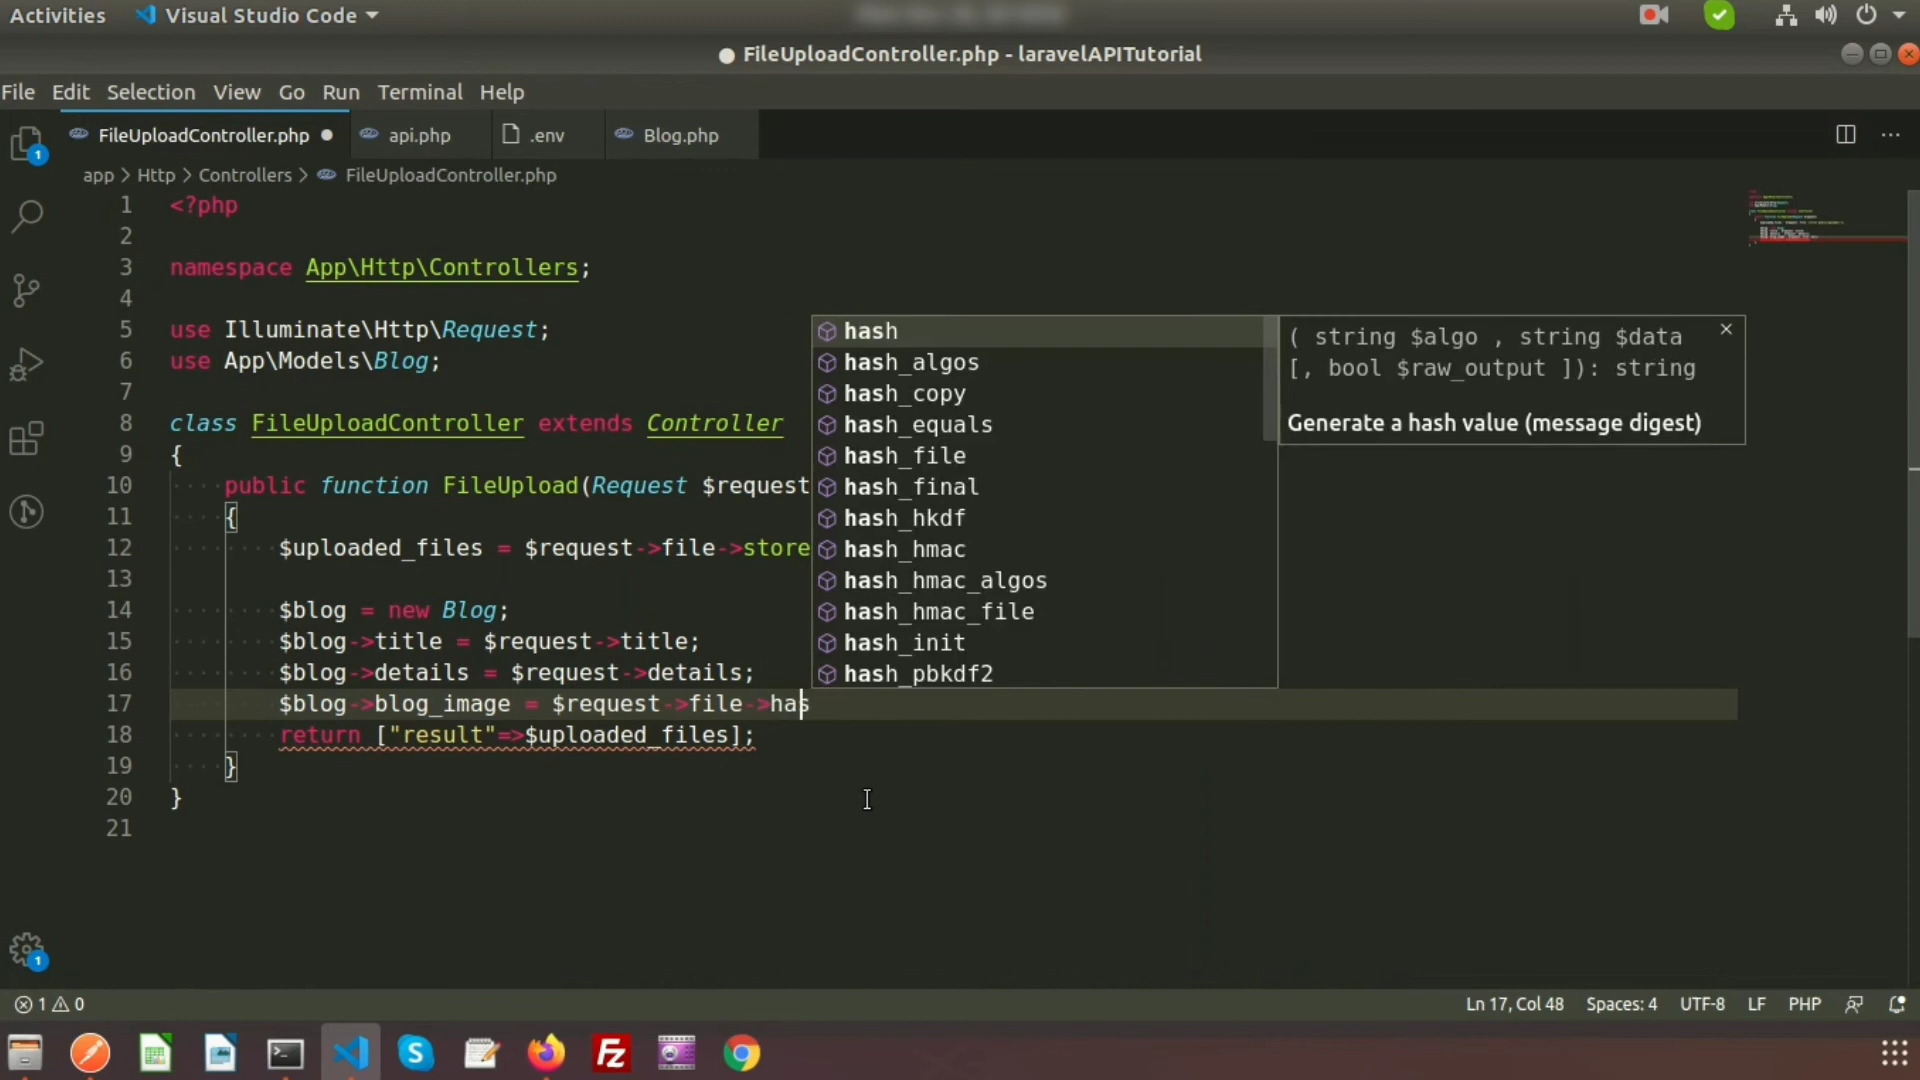 Activities Visual Studio Code
FileUploadController.php - laravelAPITutorial
File Edit Selection View Go Run Terminal Help
FileUploadController.php api.php .env Blog.php
app > Http > Controllers > FileUploadController.php
1 <?php
2
3 namespace App\Http\Controllers;
4
5 use Illuminate\Http\Request;
6 use App\Models\Blog;
7
8 class FileUploadController extends Controller
9 {
10 public function FileUpload(Request $request
11 {
12 $uploaded_files = $request->file->store
13
14 $blog = new Blog;
15 $blog->title = $request->title;
16 $blog->details = $request->details;
17 $blog->blog_image = $request->file->has
18 return ["result"=>$uploaded_files];
19 }
20 }
21
hash
hash_algos
hash_copy
hash_equals
hash_file
hash_final
hash_hkdf
hash_hmac
hash_hmac_algos
hash_hmac_file
hash_init
hash_pbkdf2
( string $algo , string $data
[, bool $raw_output ]): string
Generate a hash value (message digest)
1
1
1 0 Ln 17, Col 48 Spaces: 4 UTF-8 LF PHP